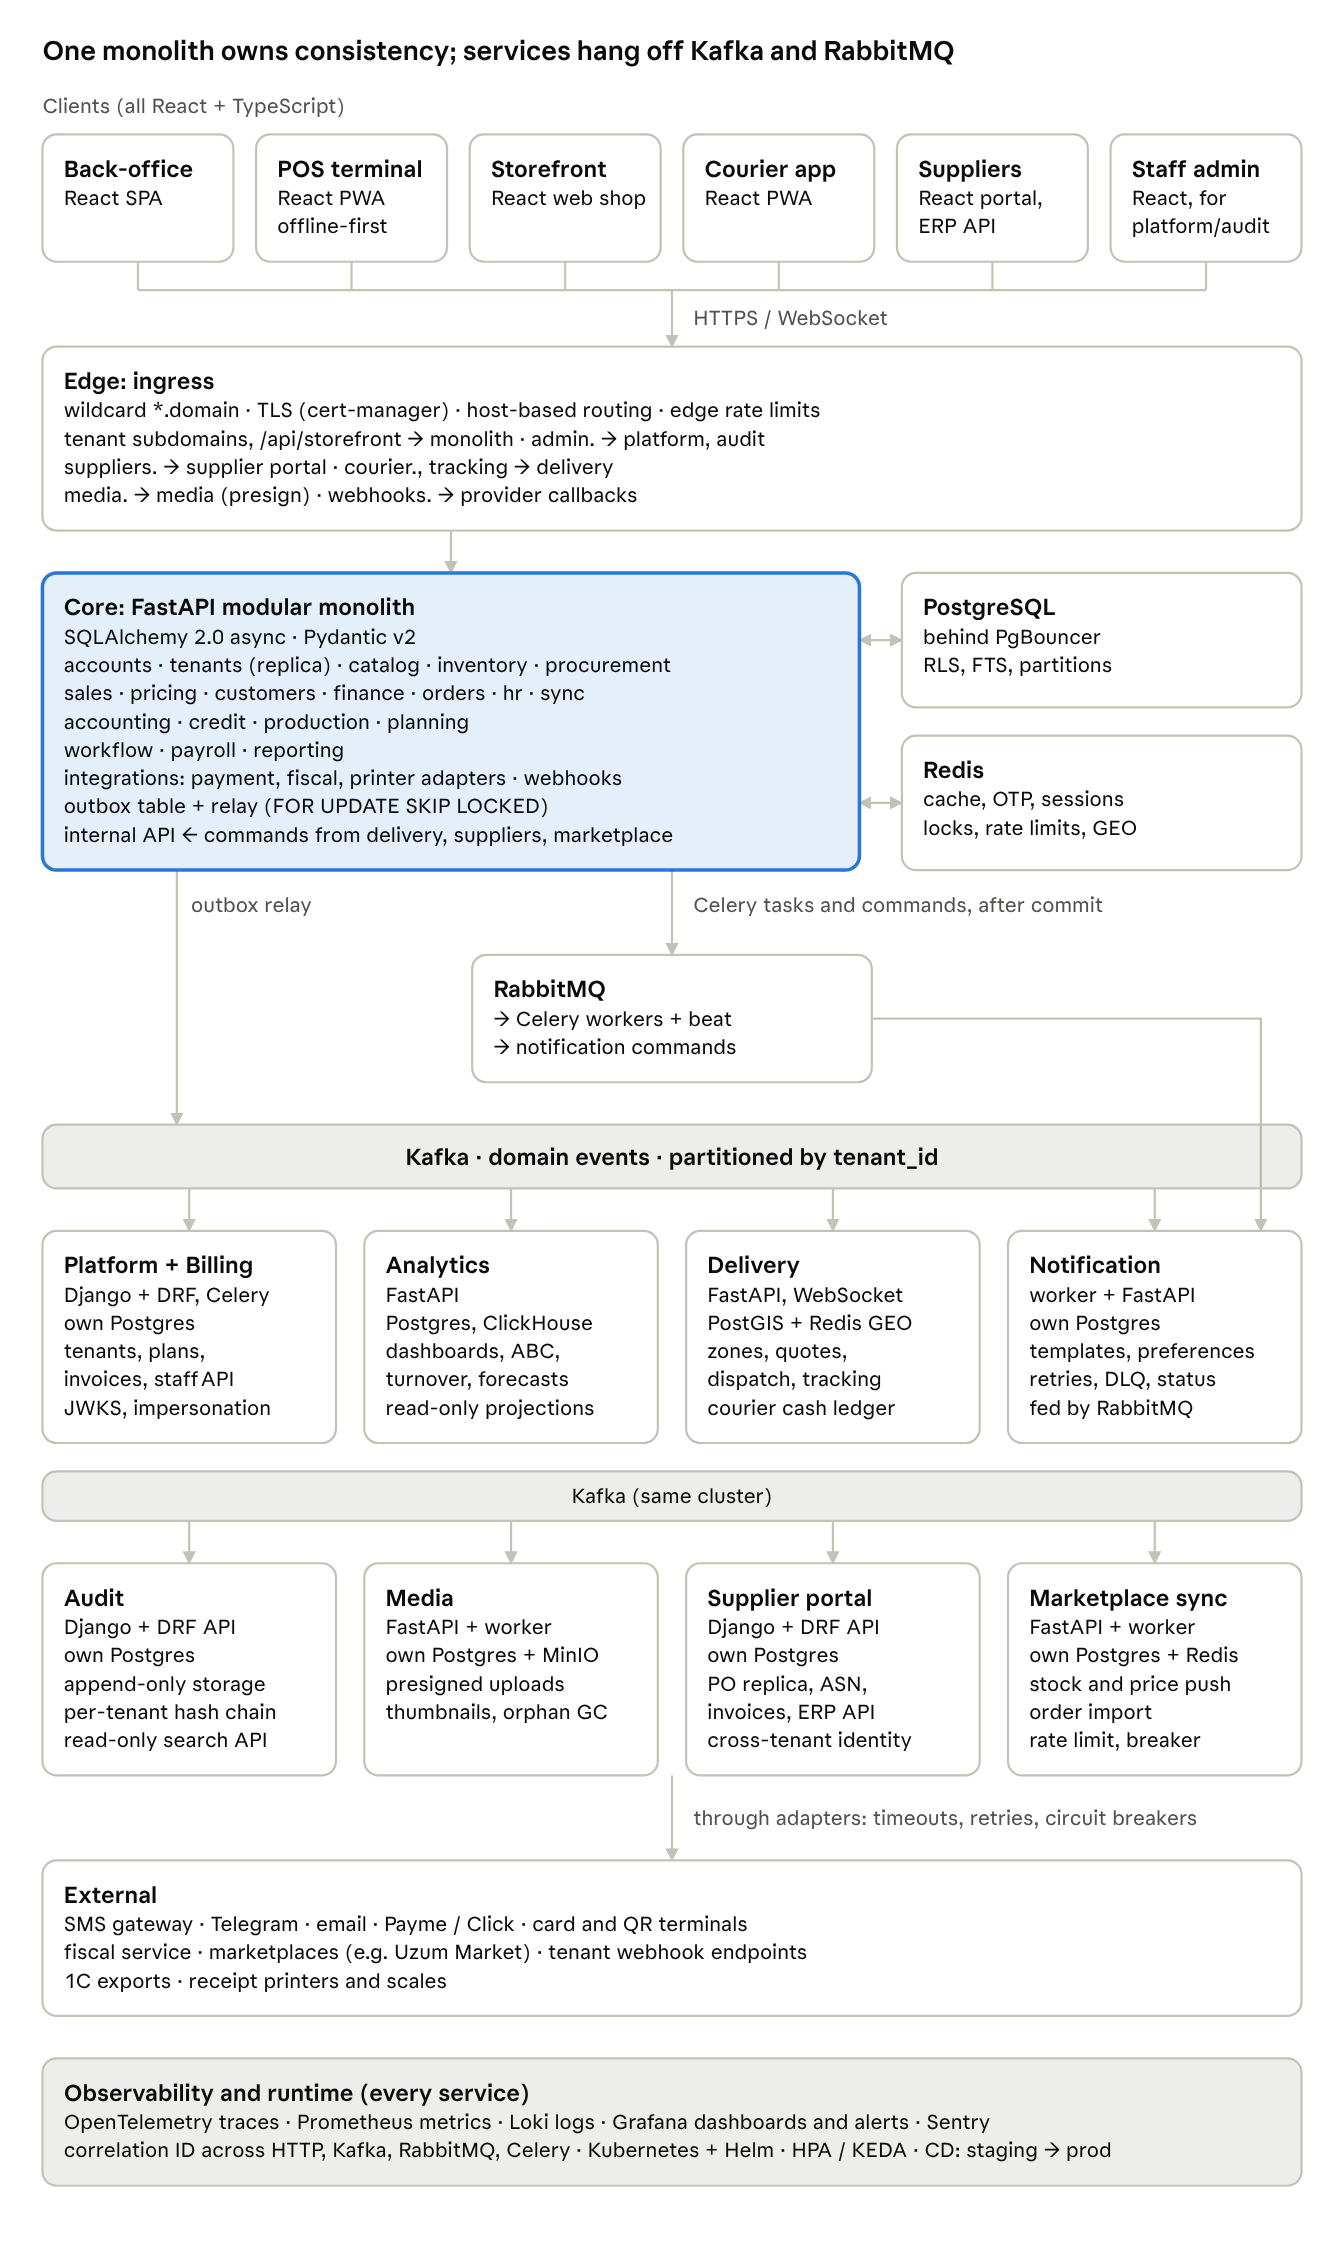 One monolith owns consistency; services hang off Kafka and RabbitMQ
Clients (all React + TypeScript)
Back-office
React SPA
POS terminal
React PWA
offline-first
Storefront
React web shop
Courier app
React PWA
Suppliers
React portal,
ERP API
Staff admin
React, for
platform/audit
HTTPS / WebSocket
Edge: ingress
wildcard *.domain · TLS (cert-manager) · host-based routing · edge rate limits
tenant subdomains, /api/storefront → monolith · admin. → platform, audit
suppliers. → supplier portal · courier., tracking → delivery
media. → media (presign) · webhooks. → provider callbacks
Core: FastAPI modular monolith
SQLAlchemy 2.0 async · Pydantic v2
accounts · tenants (replica) · catalog · inventory · procurement
sales · pricing · customers · finance · orders · hr · sync
accounting · credit · production · planning
workflow · payroll · reporting
integrations: payment, fiscal, printer adapters · webhooks
outbox table + relay (FOR UPDATE SKIP LOCKED)
internal API ← commands from delivery, suppliers, marketplace
PostgreSQL
behind PgBouncer
RLS, FTS, partitions
Redis
cache, OTP, sessions
locks, rate limits, GEO
outbox relay
Celery tasks and commands, after commit
RabbitMQ
→ Celery workers + beat
→ notification commands
Kafka · domain events · partitioned by tenant_id
Platform + Billing
Django + DRF, Celery
own Postgres
tenants, plans,
invoices, staff API
JWKS, impersonation
Analytics
FastAPI
Postgres, ClickHouse
dashboards, ABC,
turnover, forecasts
read-only projections
Delivery
FastAPI, WebSocket
PostGIS + Redis GEO
zones, quotes,
dispatch, tracking
courier cash ledger
Notification
worker + FastAPI
own Postgres
templates, preferences
retries, DLQ, status
fed by RabbitMQ
Kafka (same cluster)
Audit
Django + DRF API
own Postgres
append-only storage
per-tenant hash chain
read-only search API
Media
FastAPI + worker
own Postgres + MinIO
presigned uploads
thumbnails, orphan GC
Supplier portal
Django + DRF API
own Postgres
PO replica, ASN,
invoices, ERP API
cross-tenant identity
Marketplace sync
FastAPI + worker
own Postgres + Redis
stock and price push
order import
rate limit, breaker
through adapters: timeouts, retries, circuit breakers
External
SMS gateway · Telegram · email · Payme / Click · card and QR terminals
fiscal service · marketplaces (e.g. Uzum Market) · tenant webhook endpoints
1C exports · receipt printers and scales
Observability and runtime (every service)
OpenTelemetry traces · Prometheus metrics · Loki logs · Grafana dashboards and alerts · Sentry
correlation ID across HTTP, Kafka, RabbitMQ, Celery · Kubernetes + Helm · HPA / KEDA · CD: staging → prod